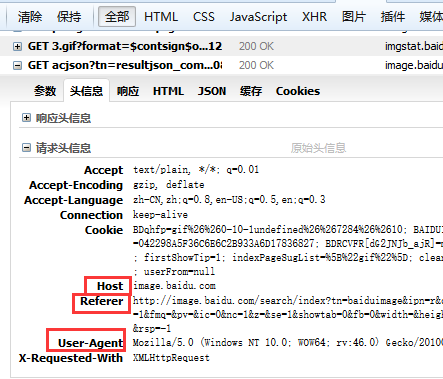 清除 保持 全部 HTML CSS JavaScript XHR 图片 插件 媒体
GET 3.gif?format=$contsign$o...12 200 OK imgstat.baid
GET acjson?tn=resultjson_com...08 200 OK image.baidu.
参数 头信息 响应 HTML JSON 缓存 Cookies
响应头信息
请求头信息 原始头信息
Accept text/plain, */*; q=0.01
Accept-Encoding gzip, deflate
Accept-Language zh-CN,zh;q=0.8,en-US;q=0.5,en;q=0.3
Connection keep-alive
Cookie BDqhfp=gif%26%260-10-1undefined%26%267284%26%2610; BAIDUI
=042298A5F36C6B6C2B933A6D17836827; BDRCVFR[dG2JNJb_ajR]=m
; firstShowTip=1; indexPageSugList=%5B%22gif%22%5D; clea
; userFrom=null
Host image.baidu.com
Referer http://image.baidu.com/search/index?tn=baiduimage&ipn=r&c
=1&fmq=&pv=&ic=0&nc=1&z=&se=1&showtab=0&fb=0&width=&heigh
&rsp=-1
User-Agent Mozilla/5.0 (Windows NT 10.0; WOW64; rv:46.0) Gecko/20100
X-Requested-With XMLHttpRequest